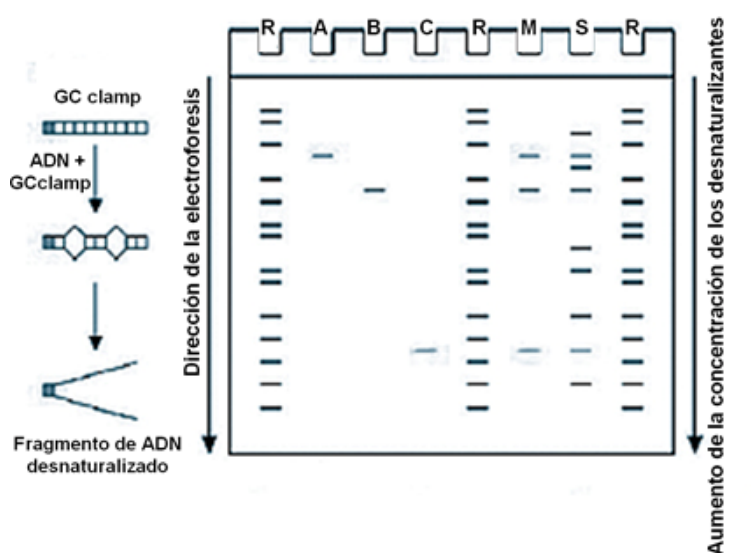 R A B C R M S R
GC clamp
ADN +
GCclamp
Fragmento de ADN
desnaturalizado
Dirección de la electroforesis
Aumento de la concentración de los desnaturalizantes